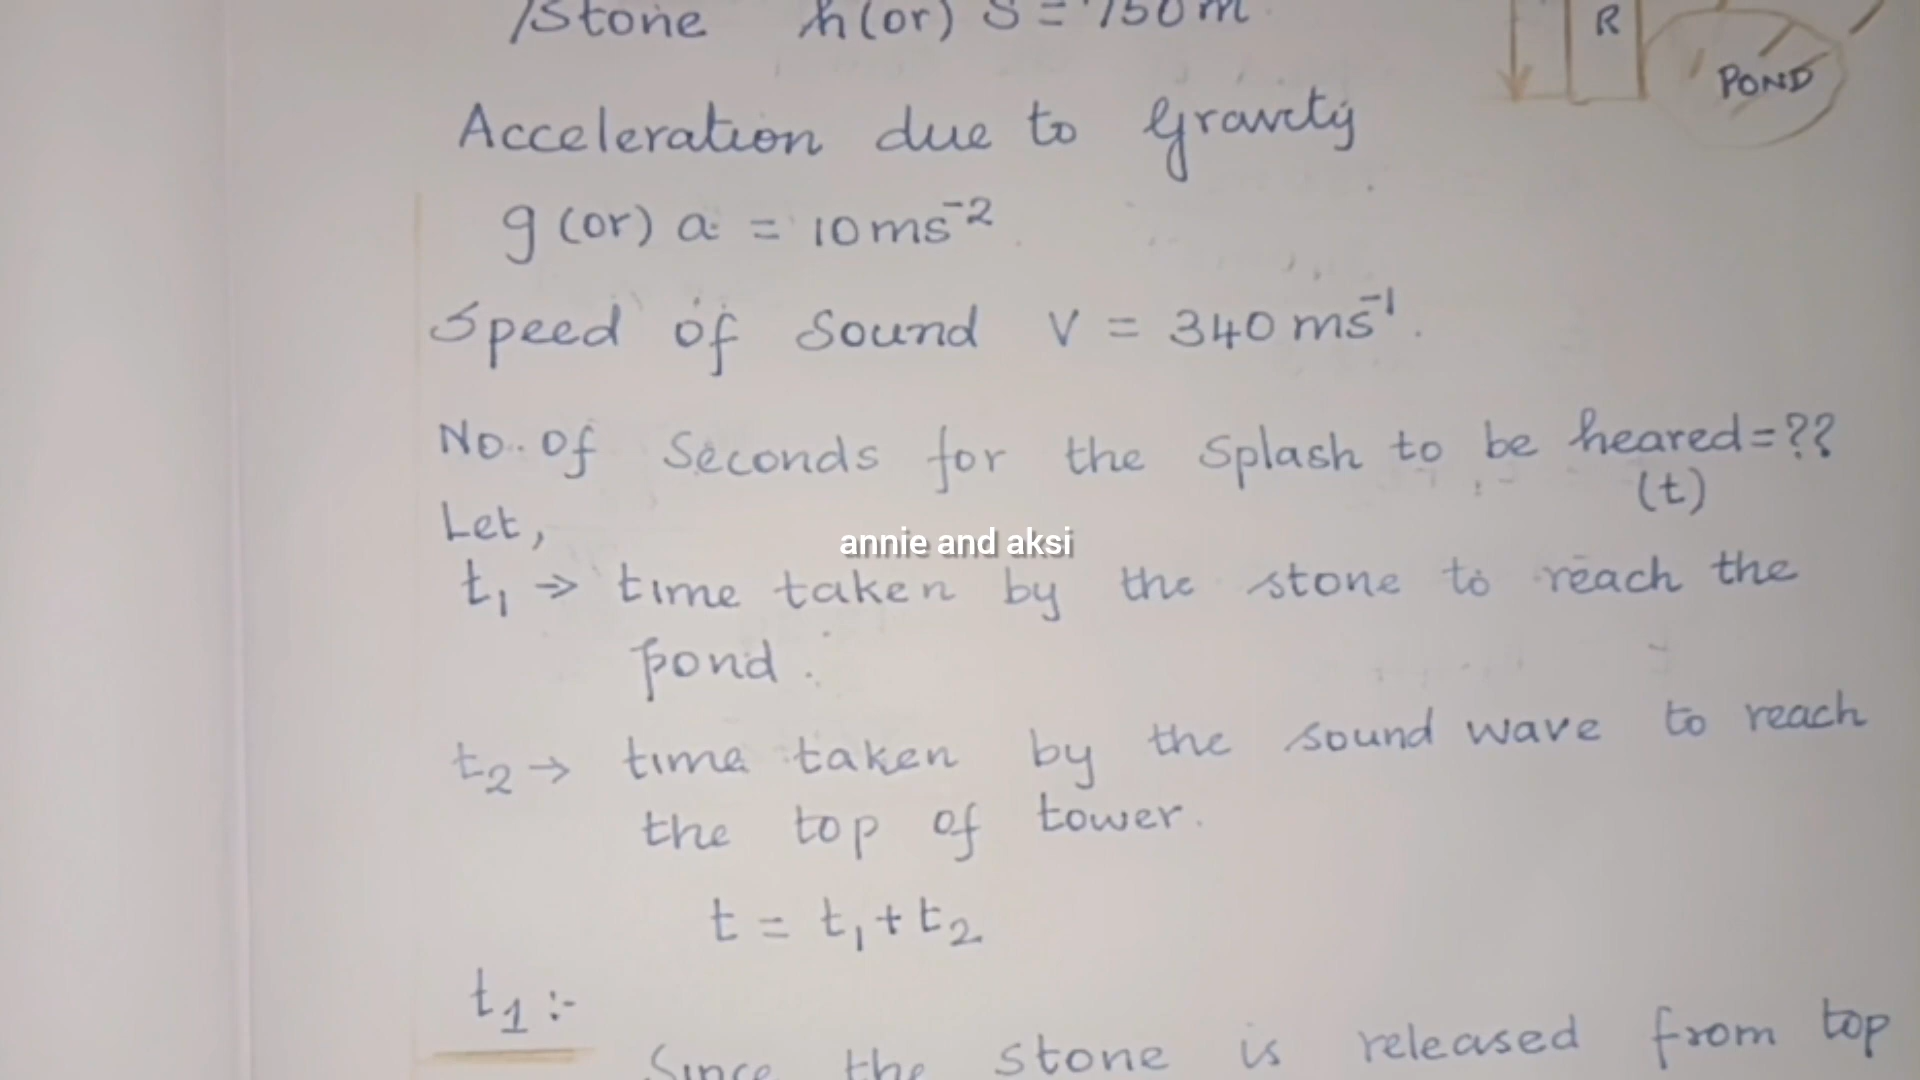 Stone h(or) S = 750m
R
POND
Acceleration due to Gravity
g (or) a = 10 ms⁻²
Speed of Sound V = 340 ms⁻¹.
No. of Seconds for the splash to be heared=??
(t)
Let,
annie and aksi
t₁ → time taken by the stone to reach the
pond.
t₂ → time taken by the sound wave to reach
the top of tower.
t = t₁ + t₂
t₁ :-
Since the stone is released from top